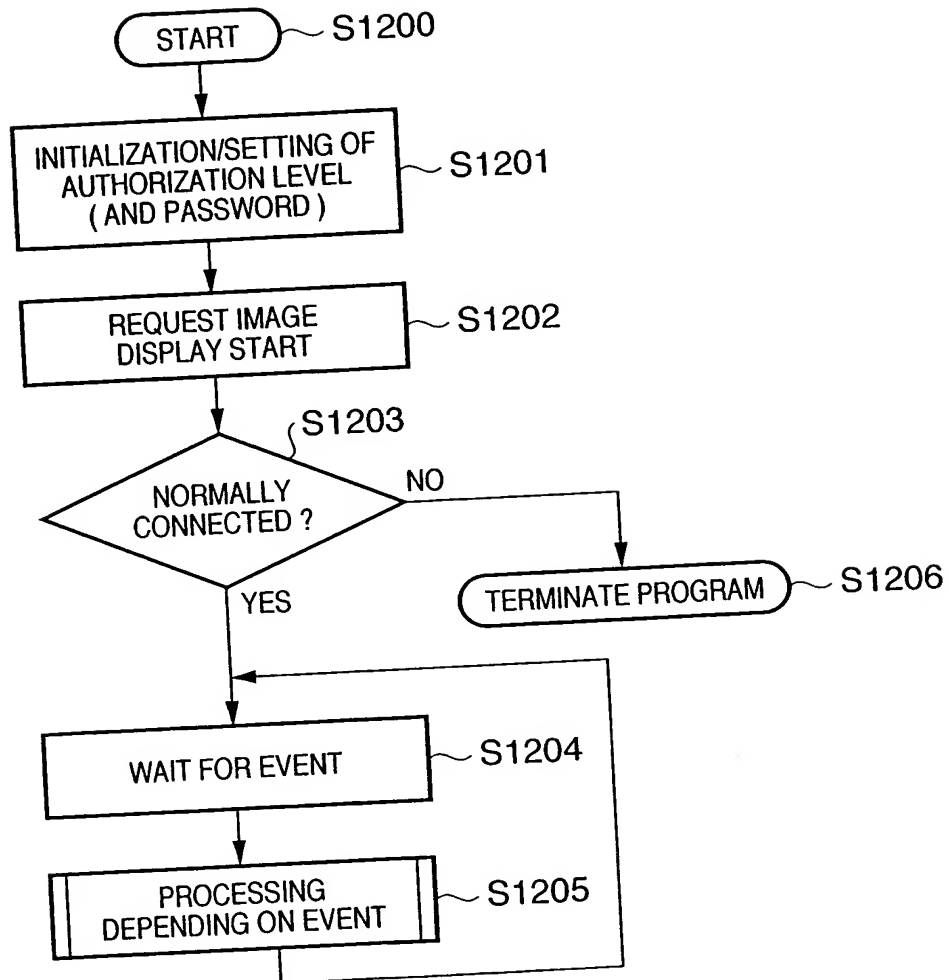 START
S1200
INITIALIZATION/SETTING OF
AUTHORIZATION LEVEL
( AND PASSWORD )
S1201
REQUEST IMAGE
DISPLAY START
S1202
S1203
NORMALLY
CONNECTED ?
NO
YES
TERMINATE PROGRAM
S1206
WAIT FOR EVENT
S1204
PROCESSING
DEPENDING ON EVENT
S1205